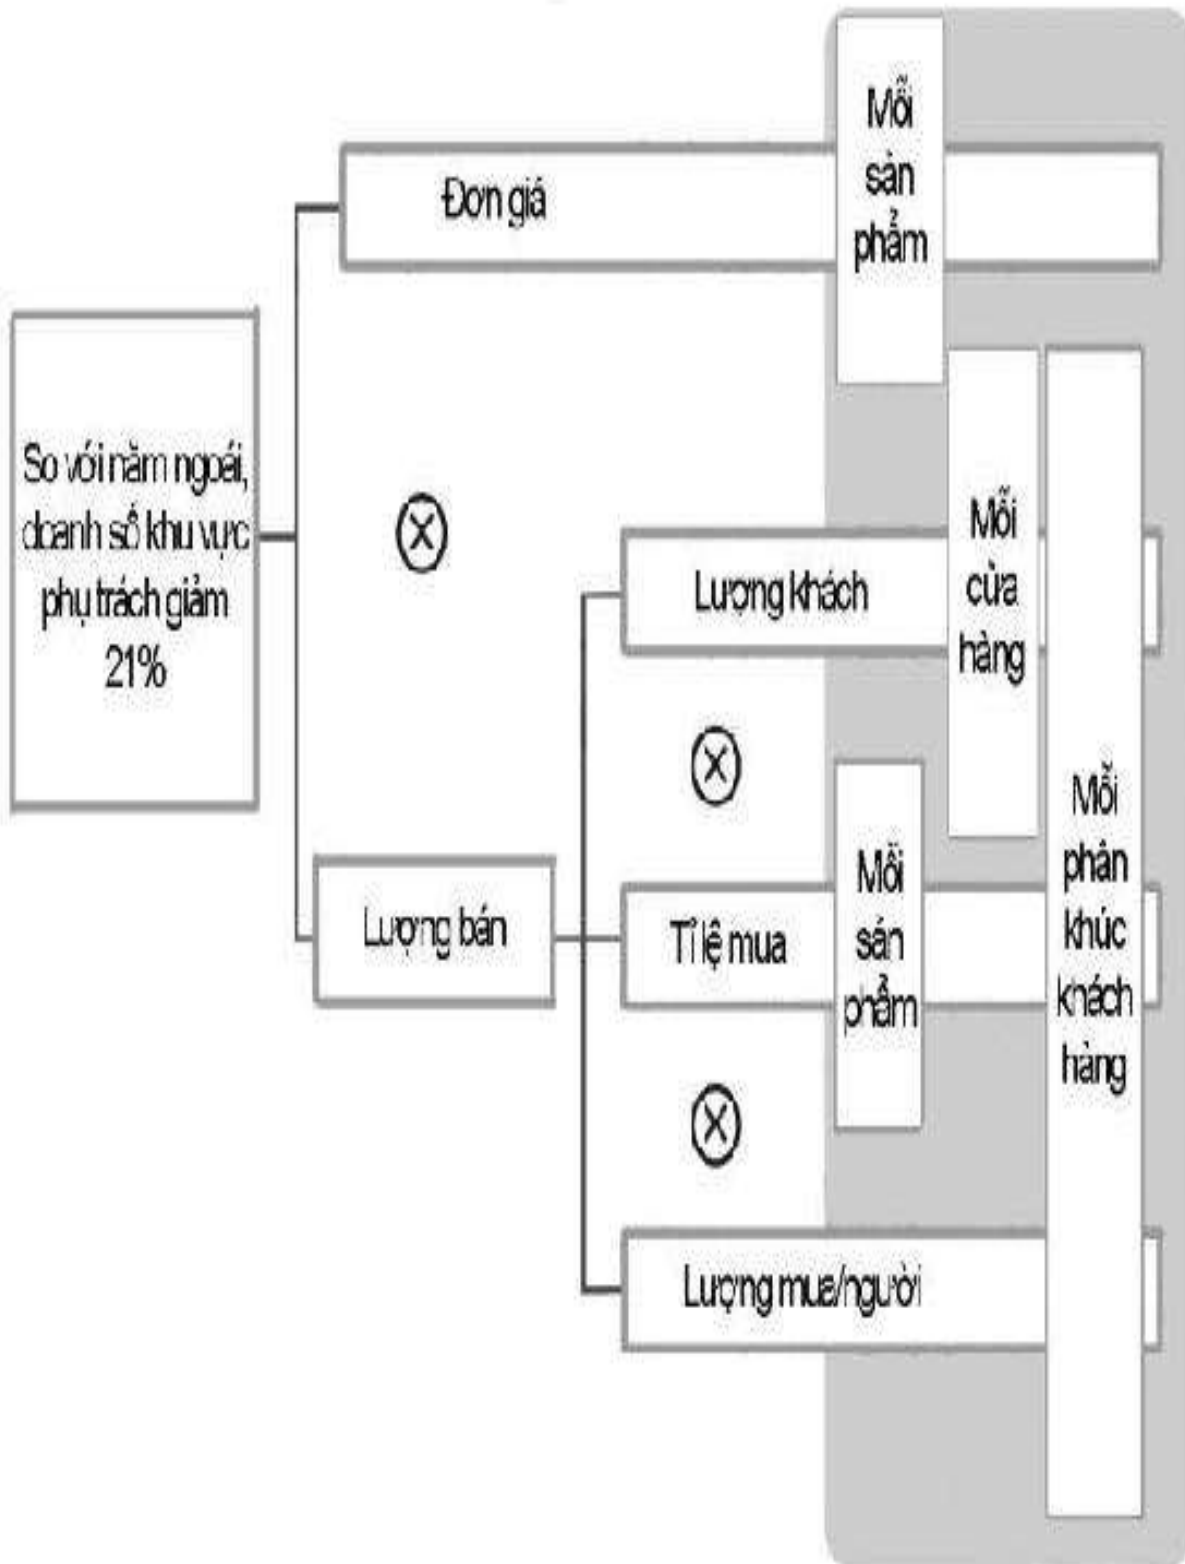 Mỗi
sản
phẩm
Đơn giá
So với năm ngoái,
doanh số khu vực
phụ trách giảm
21%
X
Lượng khách
Mỗi
cửa
hàng
X
Lượng bán
Tỉ lệ mua
Mỗi
sản
phẩm
Mỗi
phân
khúc
khách
hàng
X
Lượng mua/người